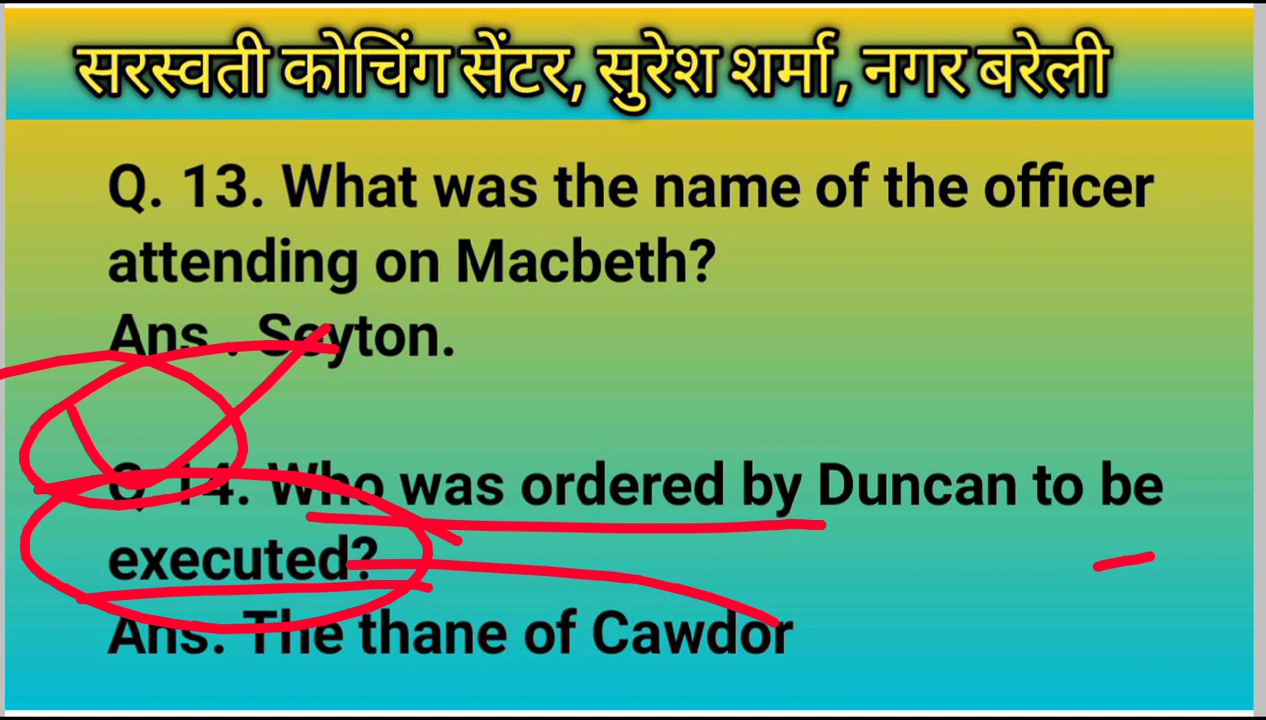 सरस्वती कोचिंग सेंटर, सुरेश शर्मा, नगर बरेली
Q. 13. What was the name of the officer
attending on Macbeth?
Ans . Seyton.
Q. 14. Who was ordered by Duncan to be
executed?
Ans. The thane of Cawdor